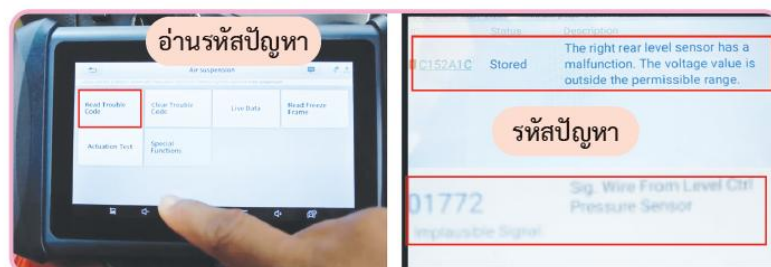 อ่านรหัสปัญหา
Air suspension
Read Trouble Code
Clear Trouble Code
Live Data
Read Freeze Frame
Actuation Test
Special Functions
Status Description
C152A1C Stored The right rear level sensor has a
malfunction. The voltage value is
outside the permissible range.
รหัสปัญหา
01772 Sig. Wire From Level Ctrl
Pressure Sensor
Implausible Signal